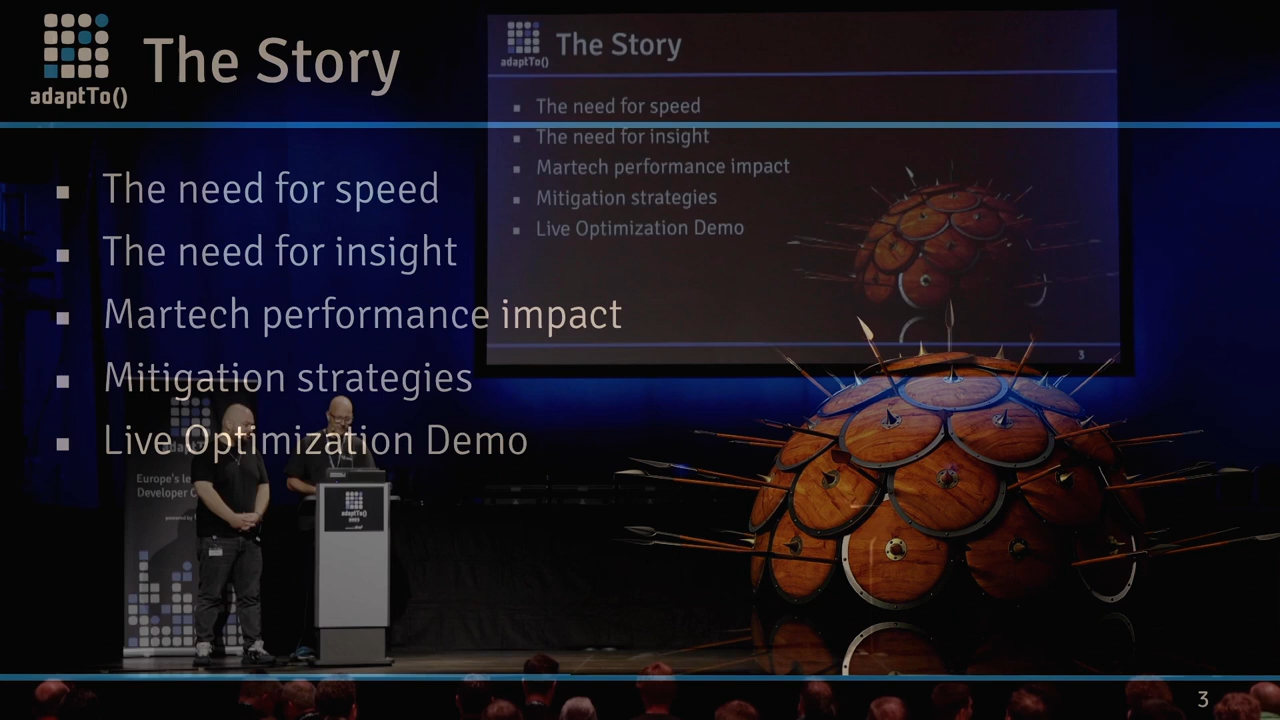 adaptTo()
The Story
The need for speed
The need for insight
Martech performance impact
Mitigation strategies
Live Optimization Demo
3
adaptTo()
The Story
The need for speed
The need for insight
Martech performance impact
Mitigation strategies
Live Optimization Demo
3
Europe's le
Developer C
powered by
adaptTo()